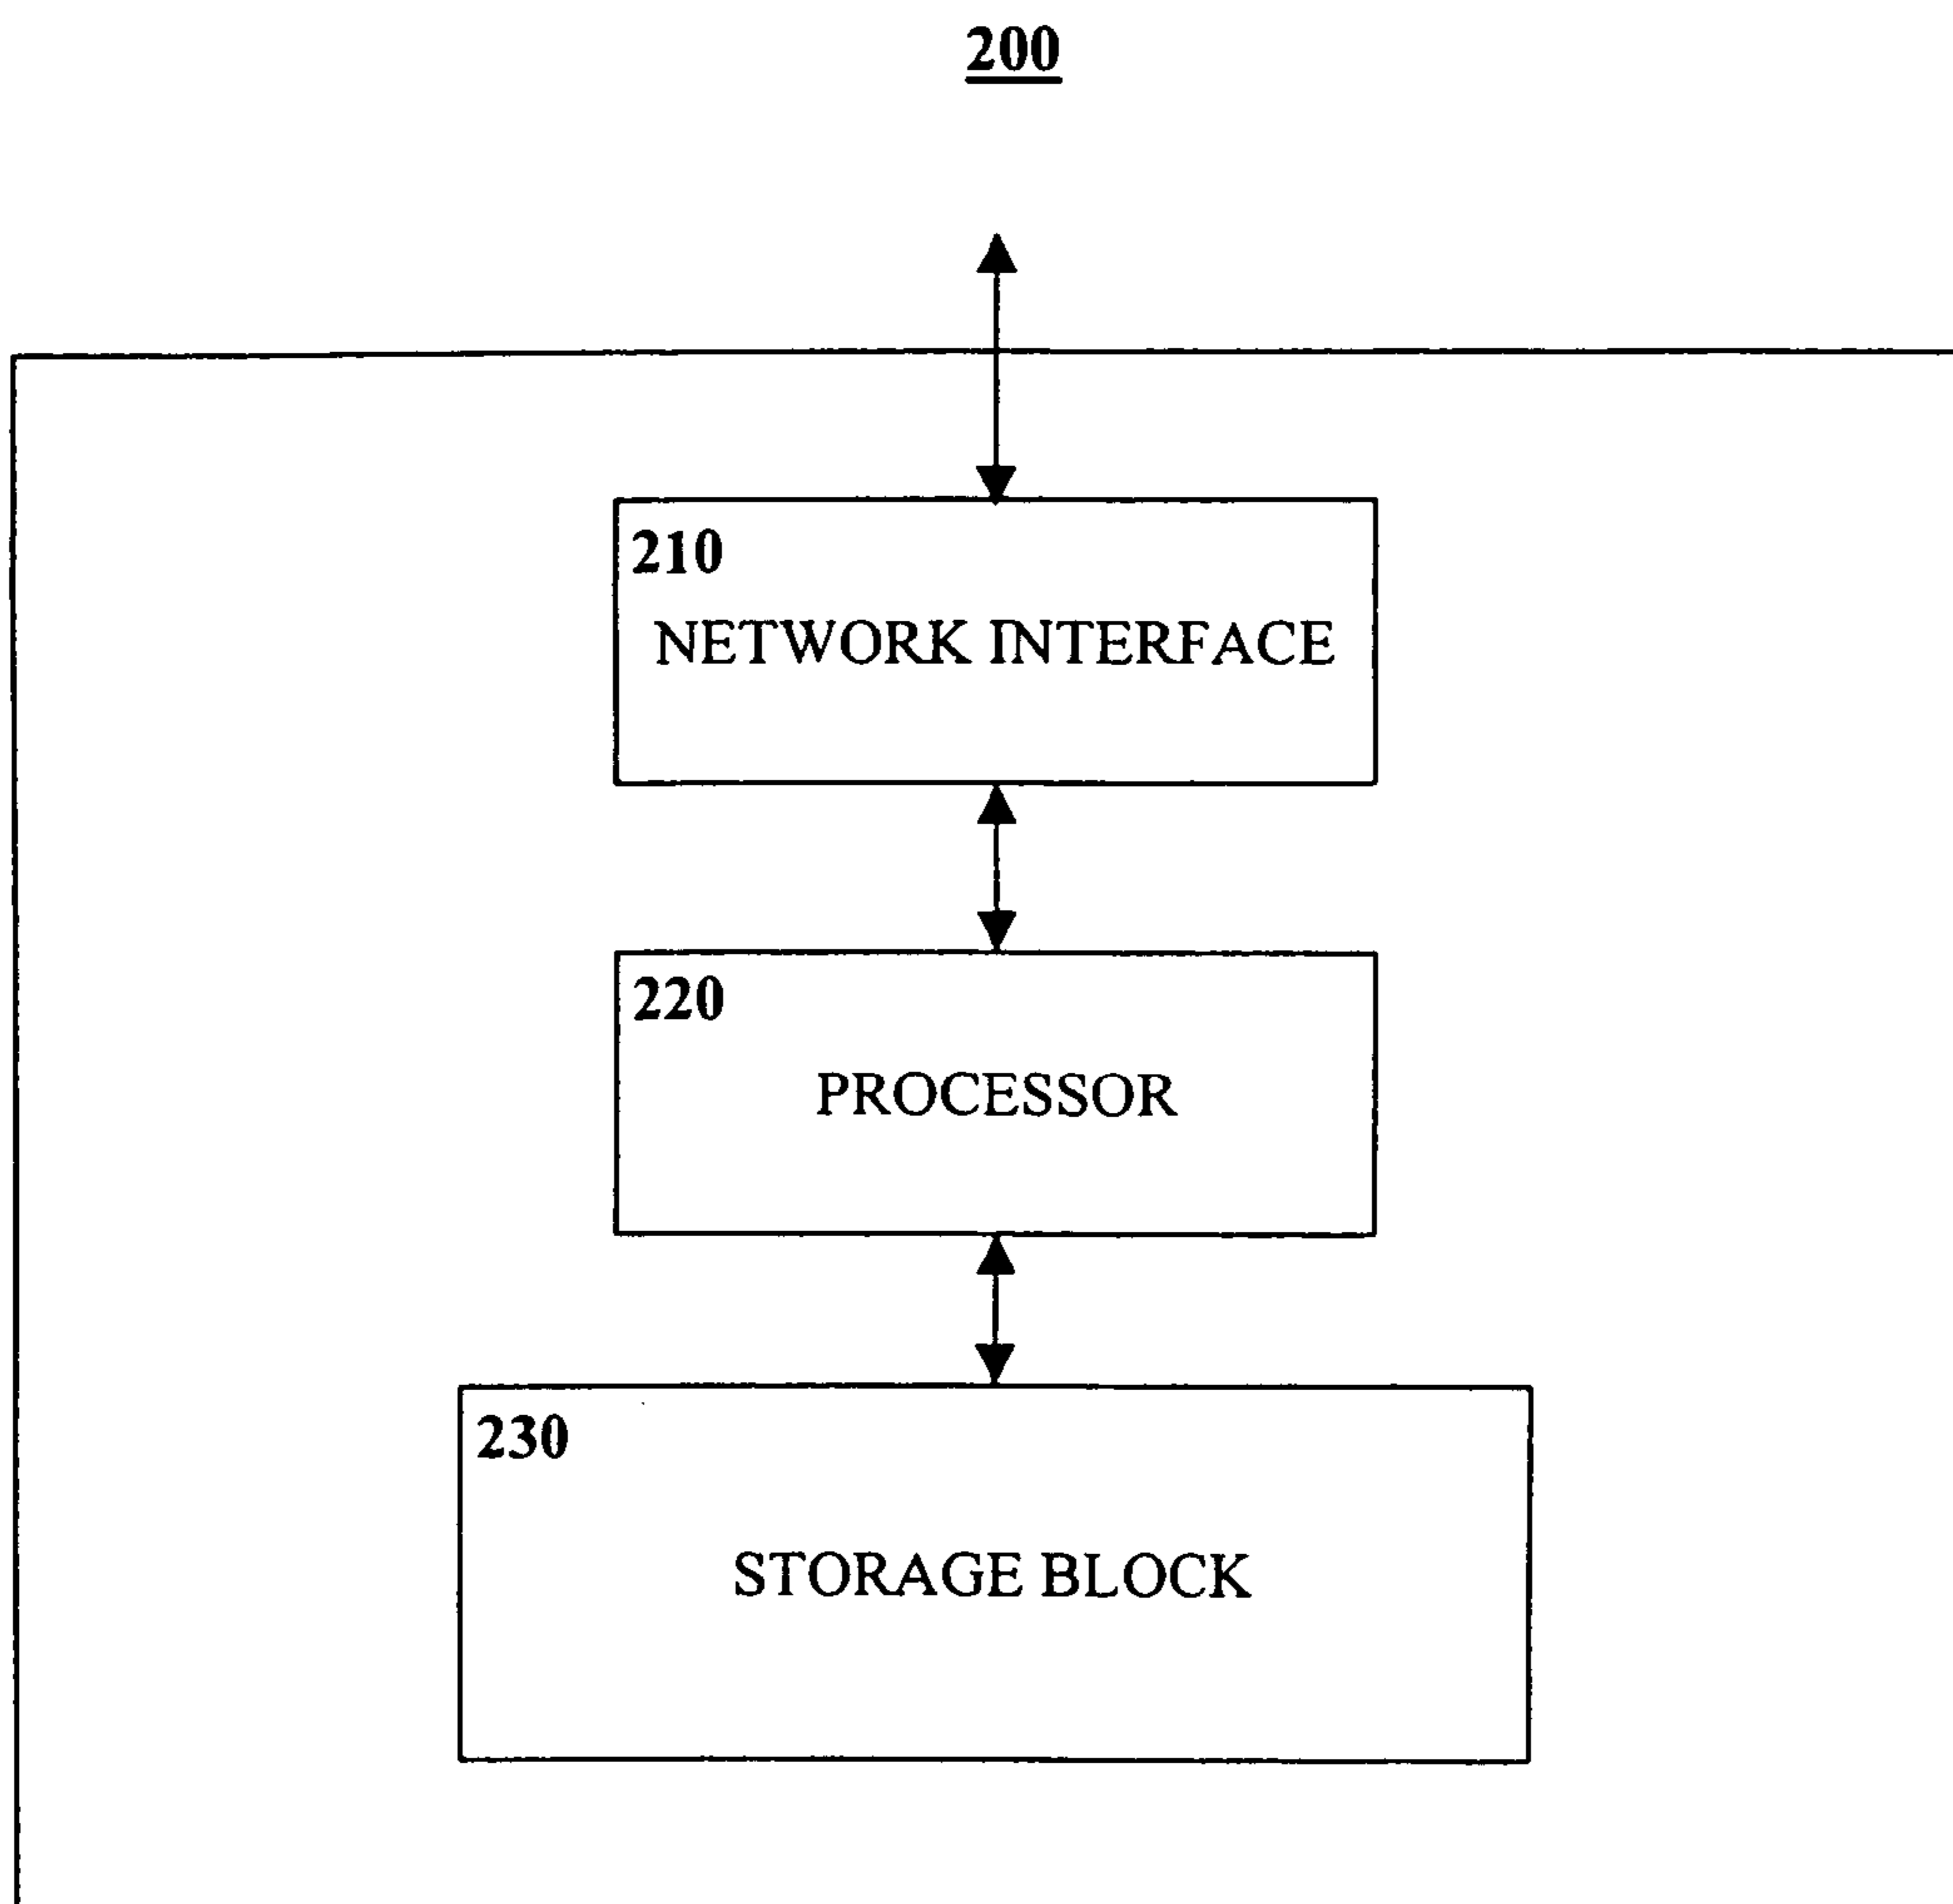 200
210
NETWORK INTERFACE
220
PROCESSOR
230
STORAGE BLOCK